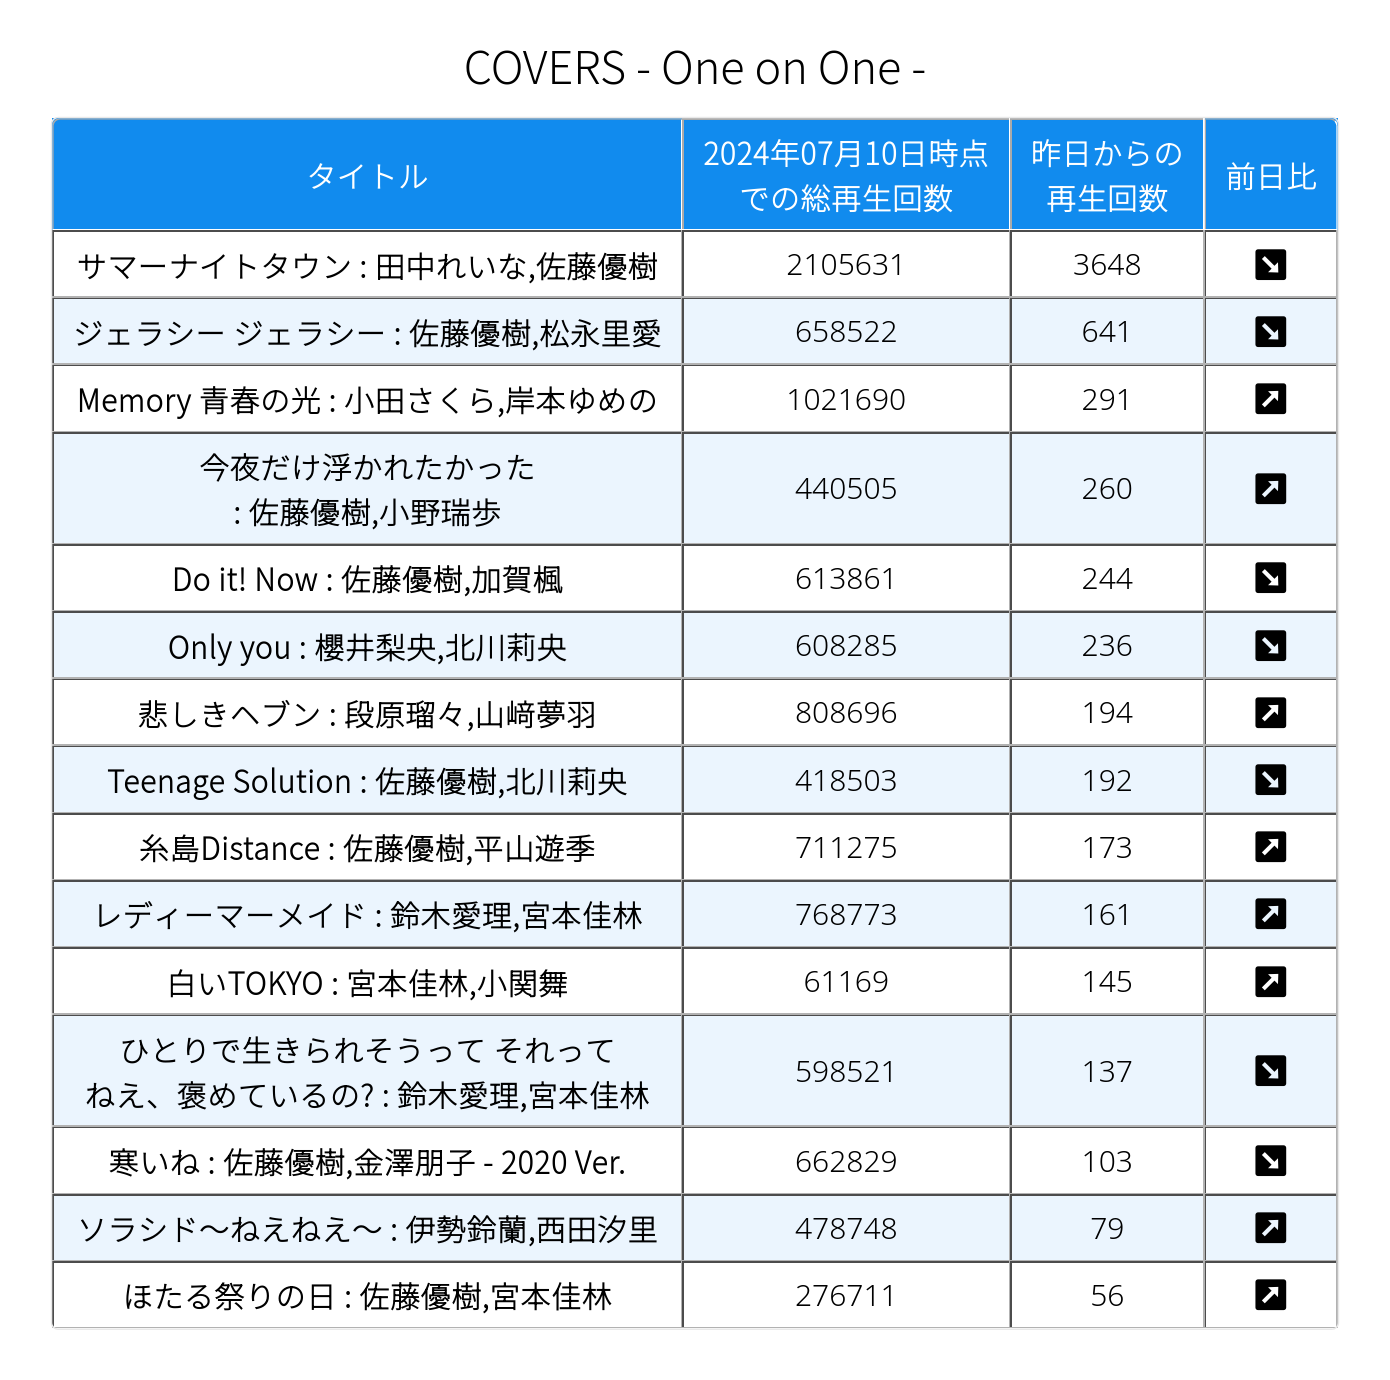 COVERS - One on One -
タイトル
2024年07月10日時点
での総再生回数
昨日からの
再生回数
前日比
サマーナイトタウン : 田中れいな,佐藤優樹
2105631
3648
ジェラシー ジェラシー : 佐藤優樹,松永里愛
658522
641
Memory 青春の光 : 小田さくら,岸本ゆめの
1021690
291
今夜だけ浮かれたかった
: 佐藤優樹,小野瑞歩
440505
260
Do it! Now : 佐藤優樹,加賀楓
613861
244
Only you : 櫻井梨央,北川莉央
608285
236
悲しきヘブン : 段原瑠々,山﨑夢羽
808696
194
Teenage Solution : 佐藤優樹,北川莉央
418503
192
糸島Distance : 佐藤優樹,平山遊季
711275
173
レディーマーメイド : 鈴木愛理,宮本佳林
768773
161
白いTOKYO : 宮本佳林,小関舞
61169
145
ひとりで生きられそうって それって
ねえ、褒めているの? : 鈴木愛理,宮本佳林
598521
137
寒いね : 佐藤優樹,金澤朋子 - 2020 Ver.
662829
103
ソラシド〜ねえねえ〜 : 伊勢鈴蘭,西田汐里
478748
79
ほたる祭りの日 : 佐藤優樹,宮本佳林
276711
56